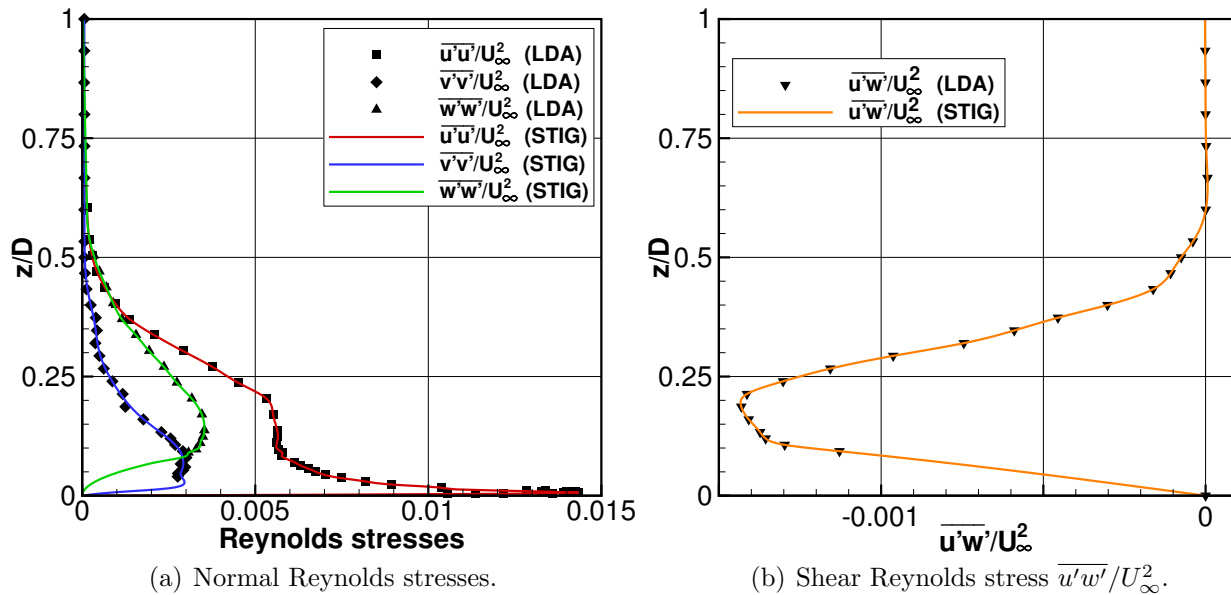 1
0.75
0.5
0.25
0
z/D
0
0.005
0.01
0.015
Reynolds stresses
u'u'/U∞² (LDA)
v'v'/U∞² (LDA)
w'w'/U∞² (LDA)
u'u'/U∞² (STIG)
v'v'/U∞² (STIG)
w'w'/U∞² (STIG)
(a) Normal Reynolds stresses.
1
0.75
0.5
0.25
0
z/D
-0.001
0
u'w'/U∞²
u'w'/U∞² (LDA)
u'w'/U∞² (STIG)
(b) Shear Reynolds stress u′w′/U∞².